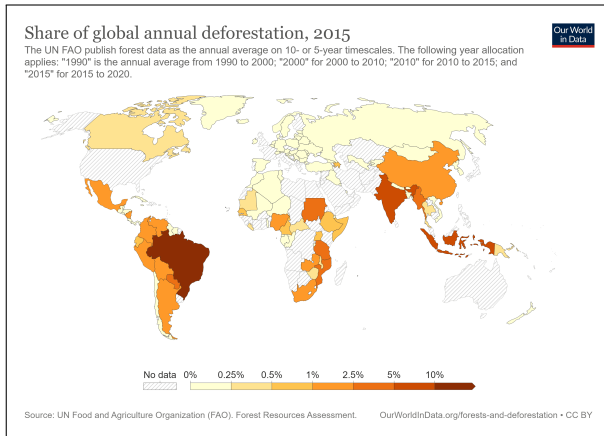 Share of global annual deforestation, 2015
Our World
in Data
The UN FAO publish forest data as the annual average on 10- or 5-year timescales. The following year allocation
applies: "1990" is the annual average from 1990 to 2000; "2000" for 2000 to 2010; "2010" for 2010 to 2015; and
"2015" for 2015 to 2020.
No data 0% 0.25% 0.5% 1% 2.5% 5% 10%
Source: UN Food and Agriculture Organization (FAO). Forest Resources Assessment. OurWorldInData.org/forests-and-deforestation • CC BY